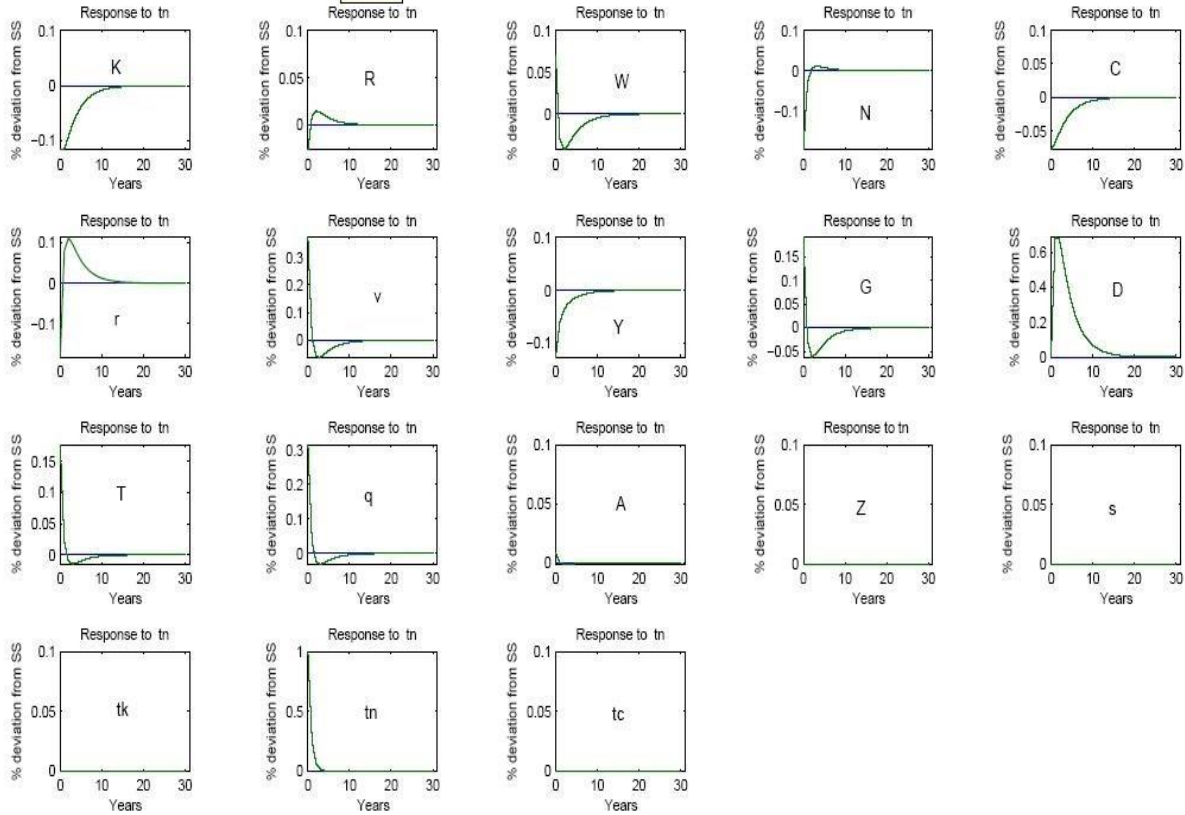 Response to tn
% deviation from SS
0.1
0
−0.1
K
0 10 20 30
Years
Response to tn
% deviation from SS
0.1
0.05
0
R
0 10 20 30
Years
Response to tn
% deviation from SS
0.1
0.05
0
W
0 10 20 30
Years
Response to tn
% deviation from SS
0.1
0
−0.1
N
0 10 20 30
Years
Response to tn
% deviation from SS
0.1
0.05
0
−0.05
C
0 10 20 30
Years
Response to tn
% deviation from SS
0.1
0
−0.1
r
0 10 20 30
Years
Response to tn
% deviation from SS
0.3
0.2
0.1
0
v
0 10 20 30
Years
Response to tn
% deviation from SS
0.1
0
−0.1
Y
0 10 20 30
Years
Response to tn
% deviation from SS
0.15
0.1
0.05
0
−0.05
G
0 10 20 30
Years
Response to tn
% deviation from SS
0.6
0.4
0.2
0
D
0 10 20 30
Years
Response to tn
% deviation from SS
0.15
0.1
0.05
0
T
0 10 20 30
Years
Response to tn
% deviation from SS
0.3
0.2
0.1
0
q
0 10 20 30
Years
Response to tn
% deviation from SS
0.1
0.05
0
A
0 10 20 30
Years
Response to tn
% deviation from SS
0.1
0.05
0
Z
0 10 20 30
Years
Response to tn
% deviation from SS
0.1
0.05
0
s
0 10 20 30
Years
Response to tn
% deviation from SS
0.1
0.05
0
tk
0 10 20 30
Years
Response to tn
% deviation from SS
1
0.5
0
tn
0 10 20 30
Years
Response to tn
% deviation from SS
0.1
0.05
0
tc
0 10 20 30
Years